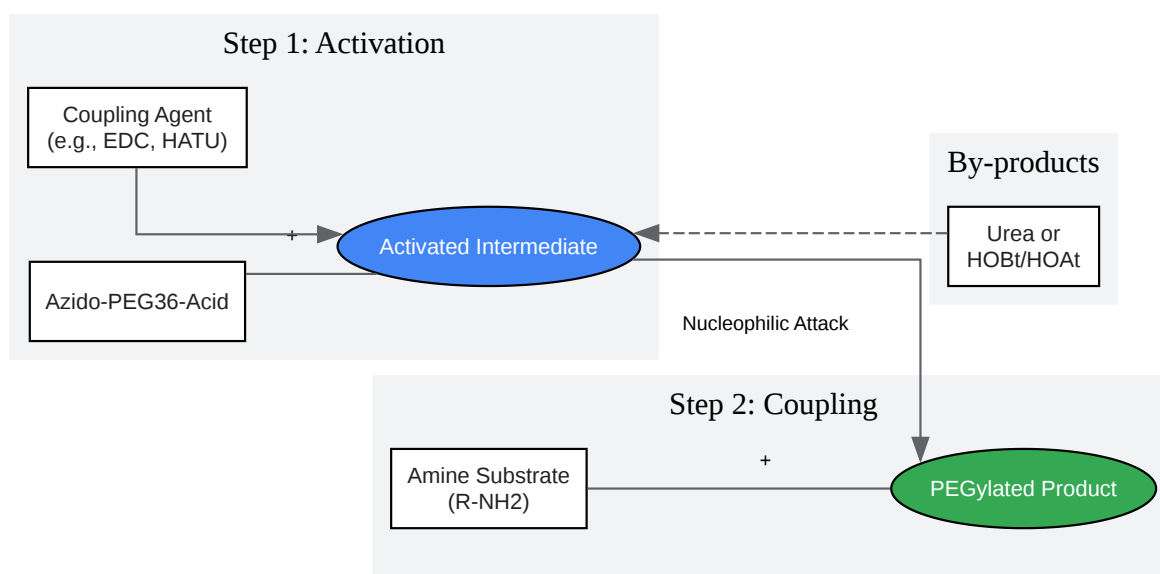 Step 1: Activation
Coupling Agent
(e.g., EDC, HATU)
+
Activated Intermediate
Azido-PEG36-Acid
By-products
Urea or
HOBt/HOAt
Nucleophilic Attack
Step 2: Coupling
Amine Substrate
(R-NH2)
+
PEGylated Product